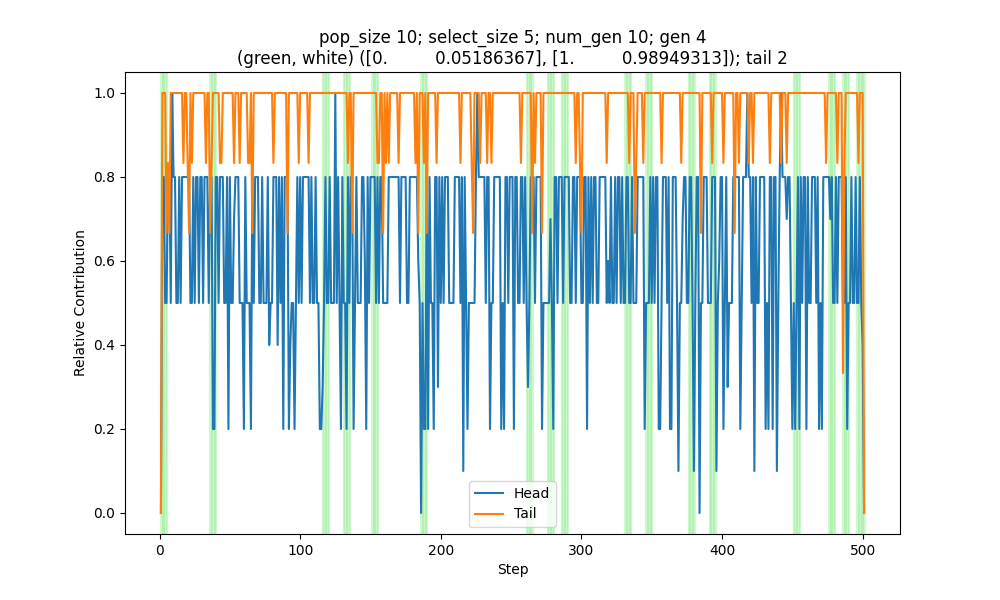 pop_size 10; select_size 5; num_gen 10; gen 4
(green, white) ([0.         0.05186367], [1.         0.98949313]); tail 2
Relative Contribution
1.0
0.8
0.6
0.4
0.2
0.0
Head
Tail
0 100 200 300 400 500
Step